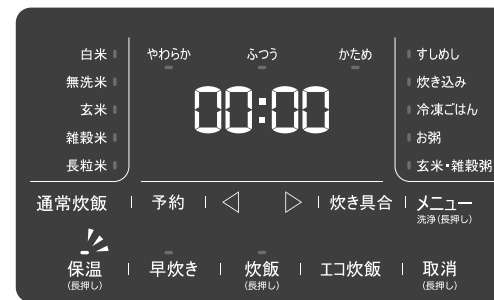 白米
無洗米
玄米
雑穀米
長粒米
やわらか ふつう かため
00:00
すしめし
炊き込み
冷凍ごはん
お粥
玄米・雑穀粥
通常炊飯 予約 ◁ ▷ 炊き具合 メニュー
洗浄(長押し)
保温 早炊き 炊飯 エコ炊飯 取消
(長押し) (長押し) (長押し)